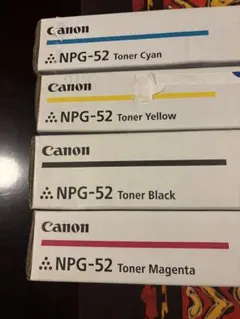 Canon
NPG-52 Toner Cyan
Canon
NPG-52 Toner Yellow
Canon
NPG-52 Toner Black
Canon
NPG-52 Toner Magenta